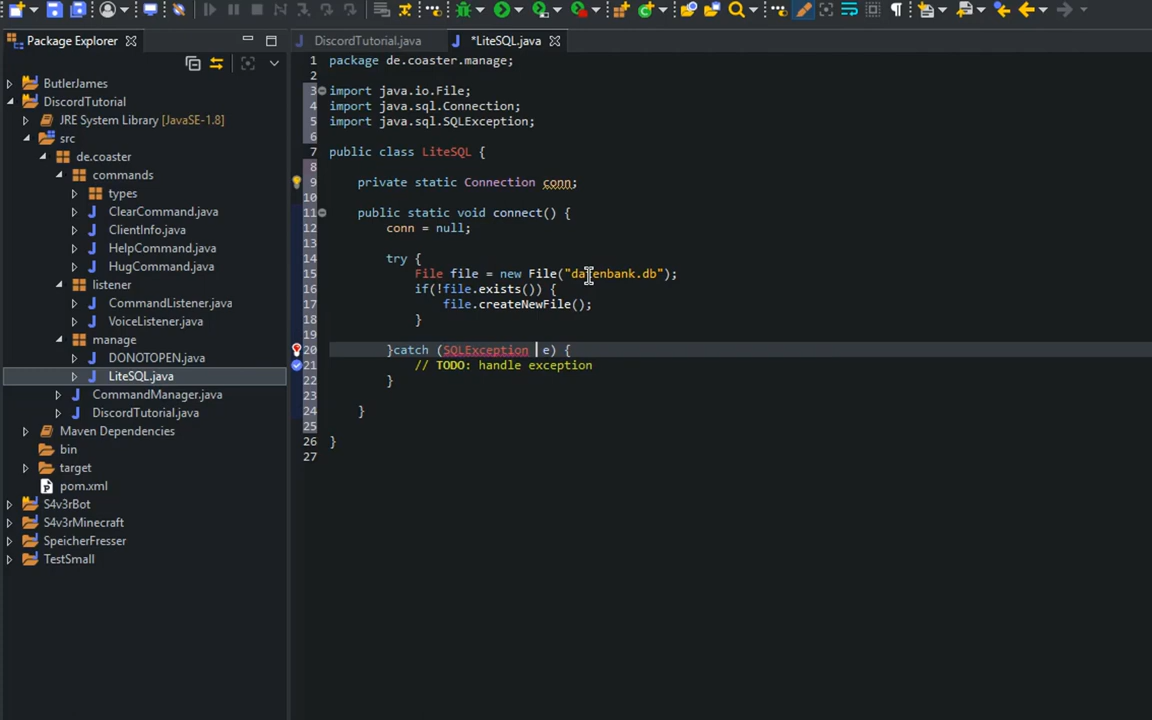 Package Explorer
DiscordTutorial.java
*LiteSQL.java
ButlerJames
DiscordTutorial
JRE System Library [JavaSE-1.8]
src
de.coaster
commands
types
ClearCommand.java
ClientInfo.java
HelpCommand.java
HugCommand.java
listener
CommandListener.java
VoiceListener.java
manage
DONOTOPEN.java
LiteSQL.java
CommandManager.java
DiscordTutorial.java
Maven Dependencies
bin
target
pom.xml
S4v3rBot
S4v3rMinecraft
SpeicherFresser
TestSmall
1 package de.coaster.manage;
2
3 import java.io.File;
4 import java.sql.Connection;
5 import java.sql.SQLException;
6
7 public class LiteSQL {
8
9 private static Connection conn;
10
11 public static void connect() {
12 conn = null;
13
14 try {
15 File file = new File("datenbank.db");
16 if(!file.exists()) {
17 file.createNewFile();
18 }
19
20 }catch (SQLException e) {
21 // TODO: handle exception
22 }
23
24 }
25
26 }
27